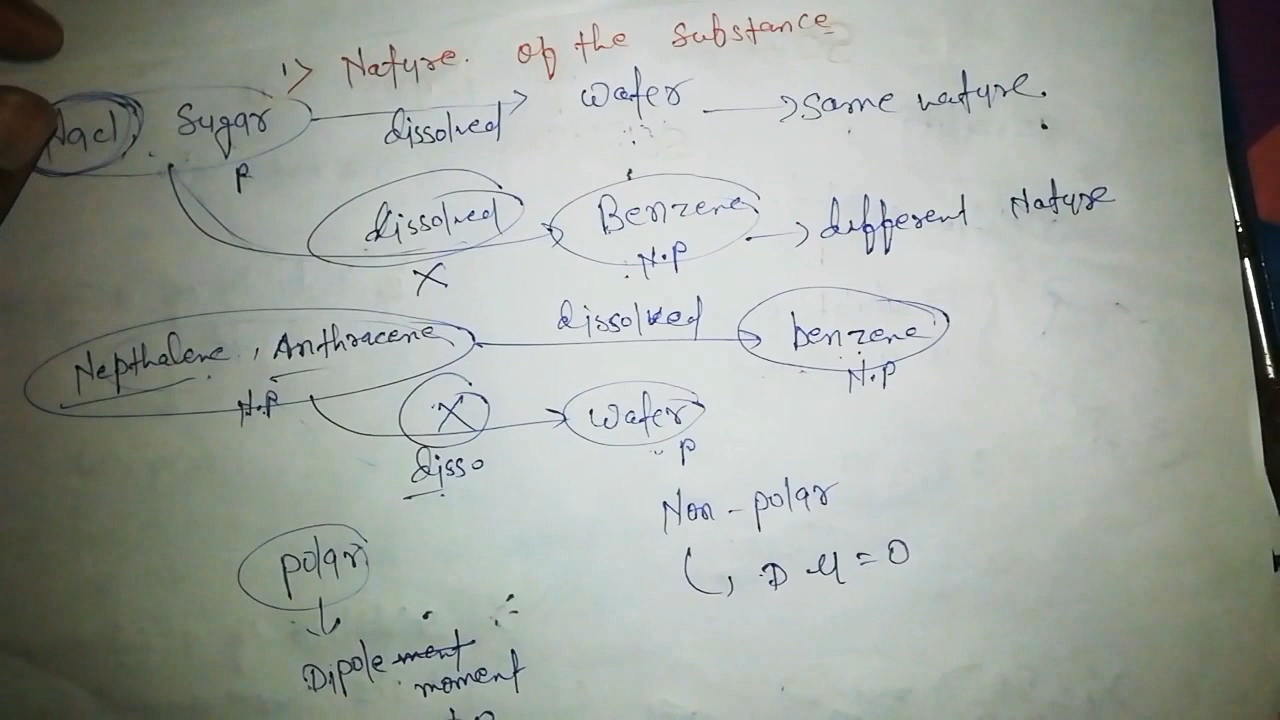 1) Nature. of the substance
Nacl, Sugar dissolved water same nature.
P
dissolved Benzene different Nature
X N.P
Nepthalene, Anthracene dissolved benzene
N.P N.P
X water
disso P
Non-polar
polar D M = 0
Dipole ment
moment